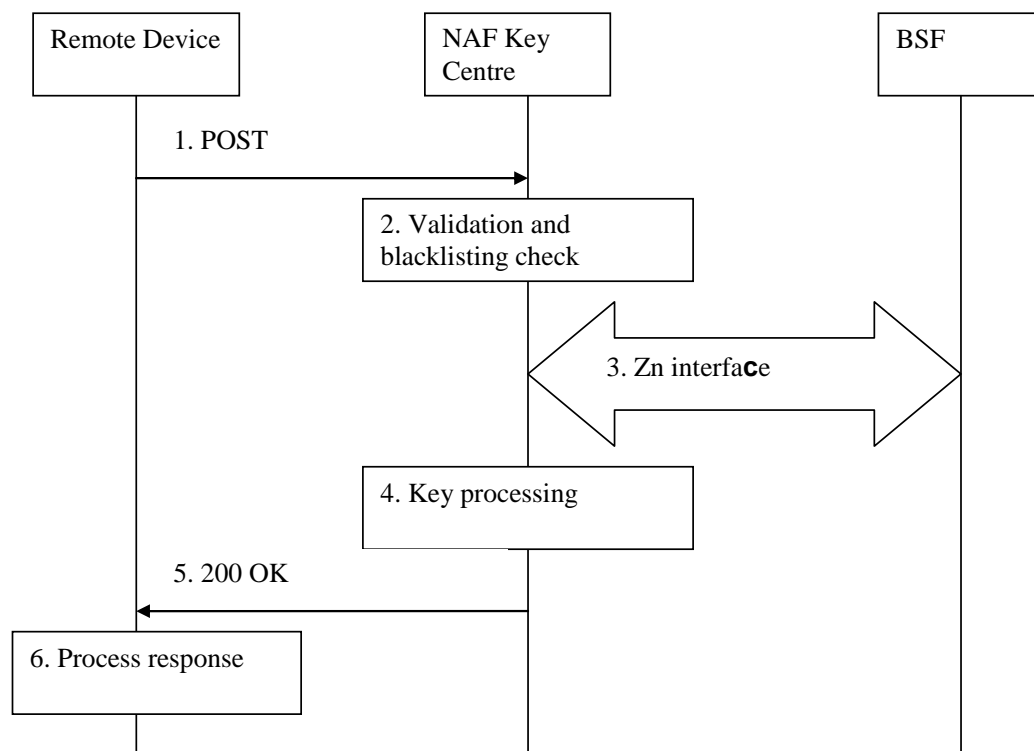 Remote Device
NAF Key
Centre
BSF
1. POST
2. Validation and
blacklisting check
3. Zn interface
4. Key processing
5. 200 OK
6. Process response